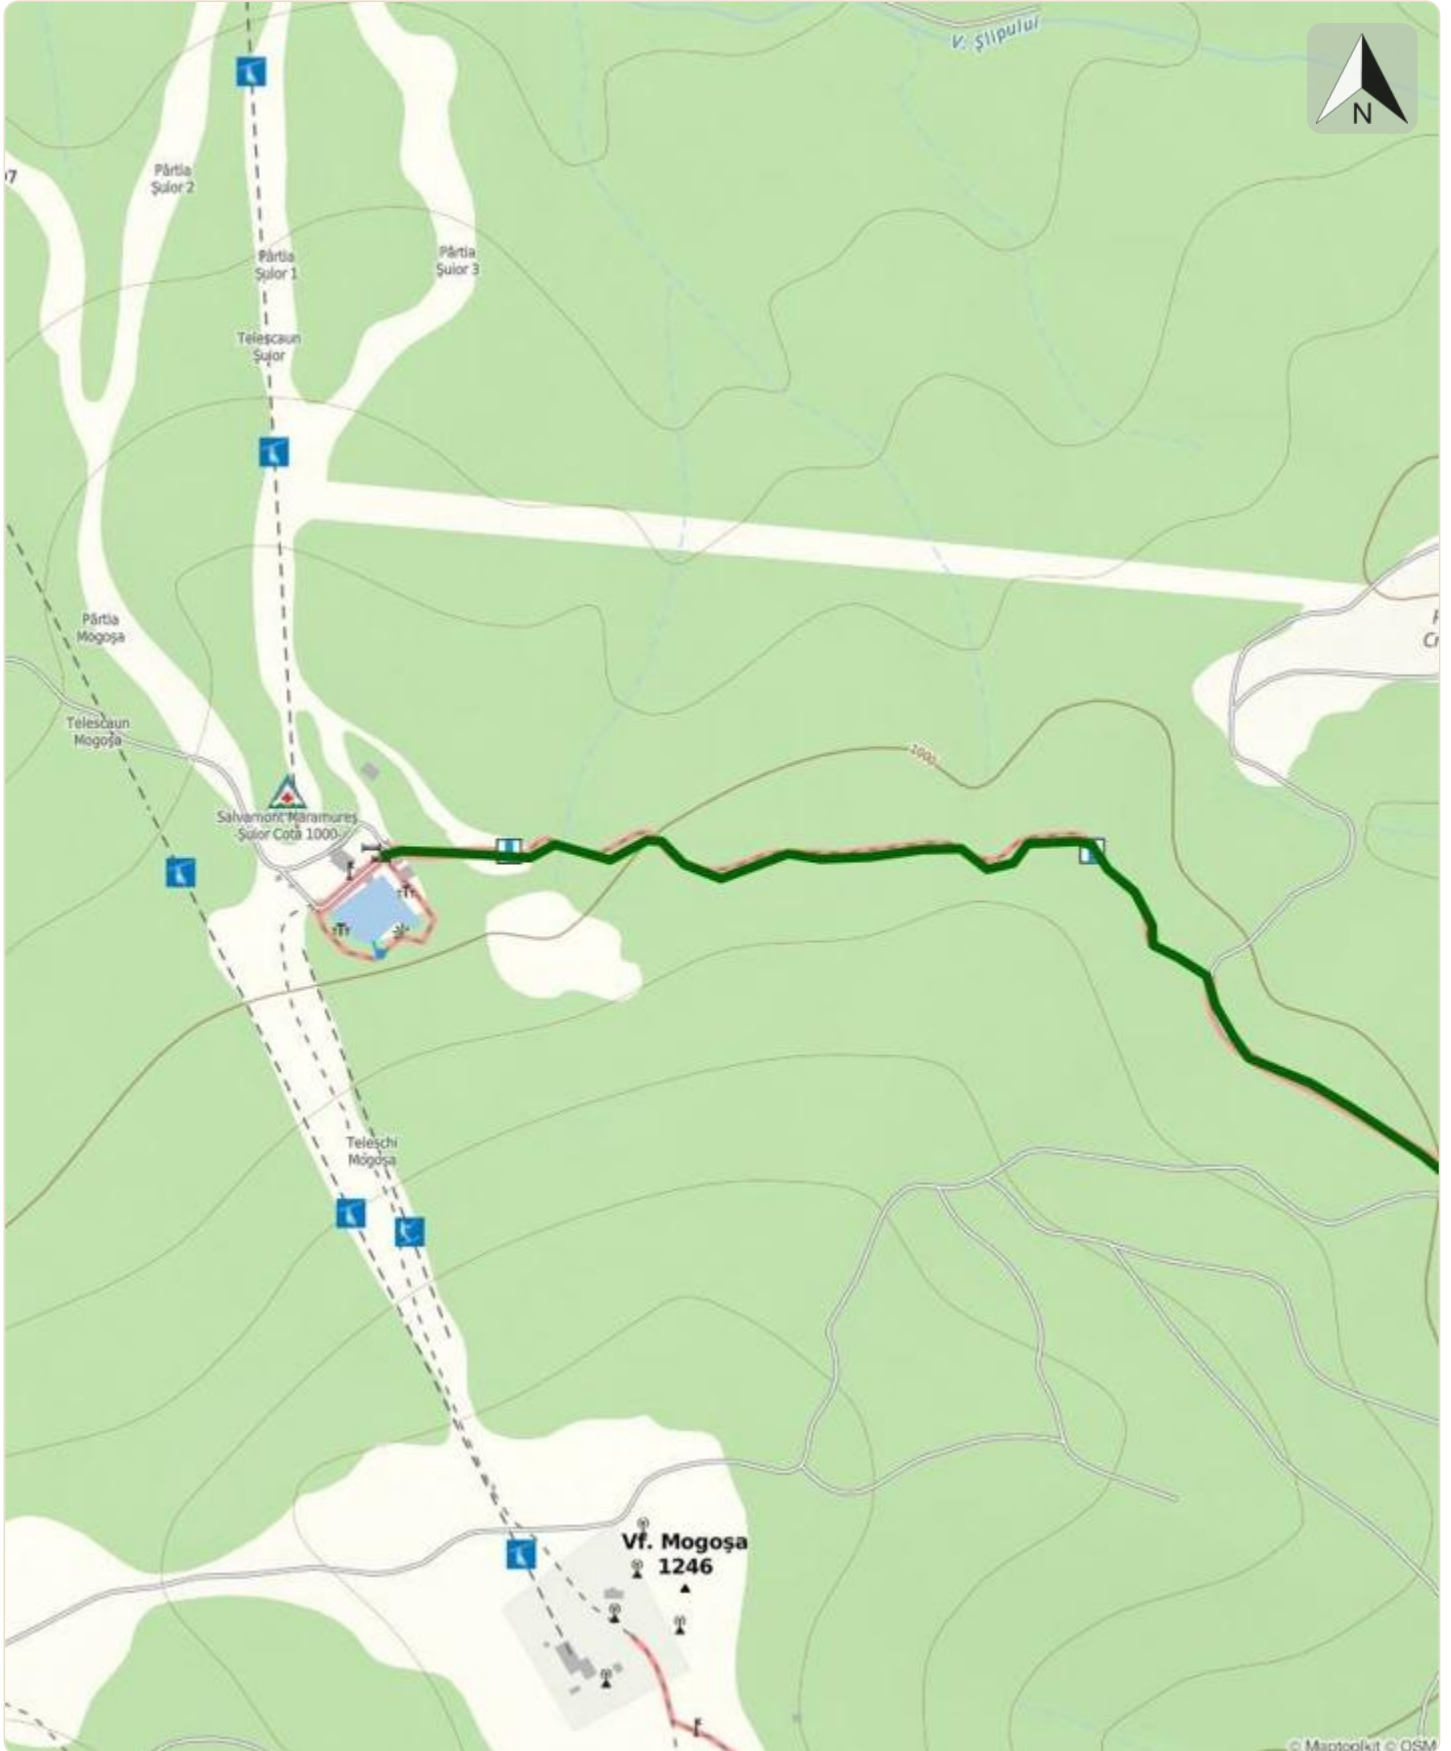 V. Șlipului
N
Pârtia
Șuior 2
Pârtia
Șuior 1
Pârtia
Șuior 3
Telescaun
Șuior
Pârtia
Mogoșa
Telescaun
Mogoșa
1000
Salvamont Maramureș
Șuior Cota 1000
Teleschi
Mogoșa
Vf. Mogoșa
1246
© Maptoolkit © OSM